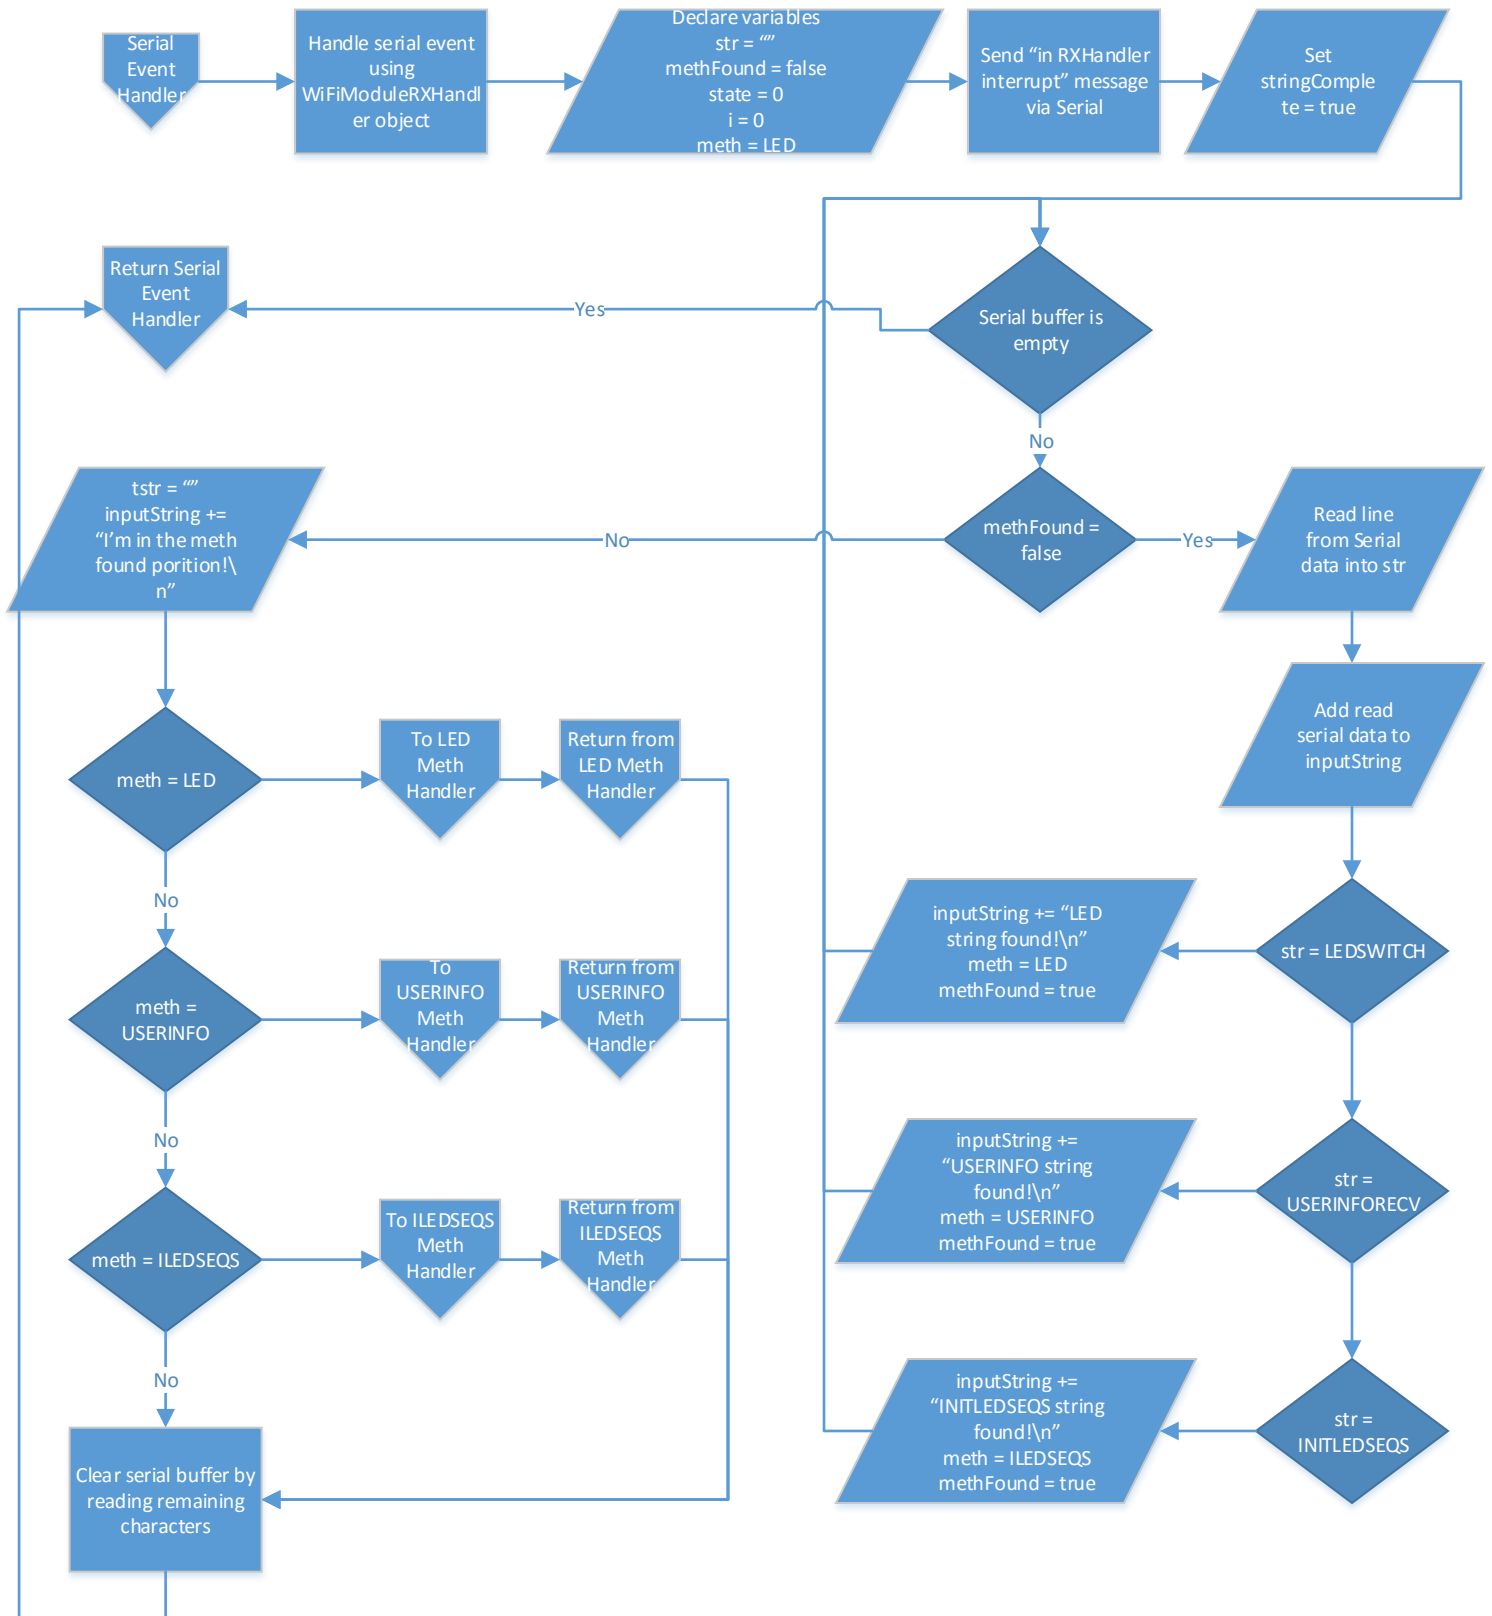 Serial
Event
Handler
Handle serial event
using
WiFiModuleRXHandl
er object
Declare variables
str = “”
methFound = false
state = 0
i = 0
meth = LED
Send “in RXHandler
interrupt” message
via Serial
Set
stringComple
te = true
Return Serial
Event
Handler
Yes
Serial buffer is
empty
No
tstr = “”
inputString +=
“I’m in the meth
found porition!\
n”
No
methFound =
false
Yes
Read line
from Serial
data into str
Add read
serial data to
inputString
meth = LED
To LED
Meth
Handler
Return from
LED Meth
Handler
No
inputString += “LED
string found!\n”
meth = LED
methFound = true
str = LEDSWITCH
meth =
USERINFO
To
USERINFO
Meth
Handler
Return from
USERINFO
Meth
Handler
No
inputString +=
“USERINFO string
found!\n”
meth = USERINFO
methFound = true
str =
USERINFORECV
meth = ILEDSEQS
To ILEDSEQS
Meth
Handler
Return from
ILEDSEQS
Meth
Handler
No
inputString +=
“INITLEDSEQS string
found!\n”
meth = ILEDSEQS
methFound = true
str =
INITLEDSEQS
Clear serial buffer by
reading remaining
characters